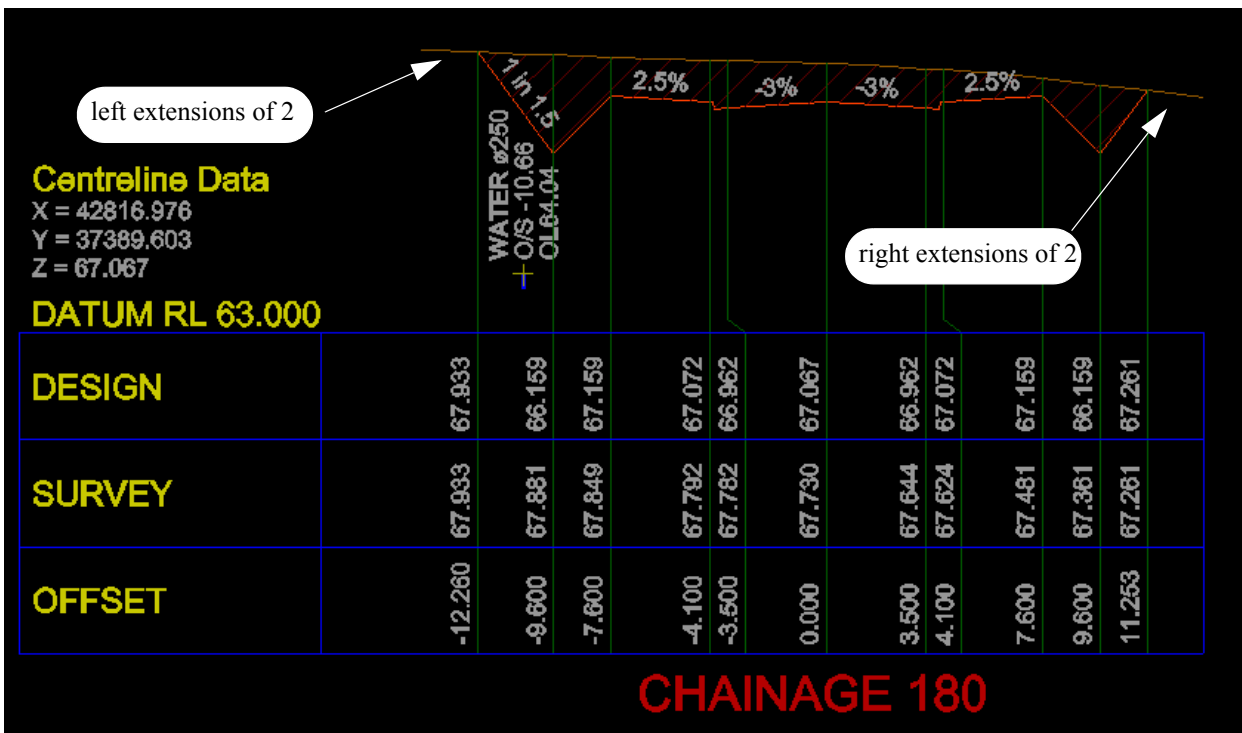 left extensions of 2
1 in 1.5
2.5%
-3%
-3%
2.5%
WATER ø250
O/S -10.66
OL64.04
right extensions of 2
Centreline Data
X = 42816.976
Y = 37389.603
Z = 67.067
DATUM RL 63.000
DESIGN 67.933 66.159 67.159 67.072 66.962 67.067 66.962 67.072 67.159 66.159 67.261
SURVEY 67.933 67.881 67.849 67.792 67.782 67.730 67.644 67.624 67.481 67.361 67.261
OFFSET -12.260 -9.600 -7.600 -4.100 -3.500 0.000 3.500 4.100 7.600 9.600 11.253
CHAINAGE 180